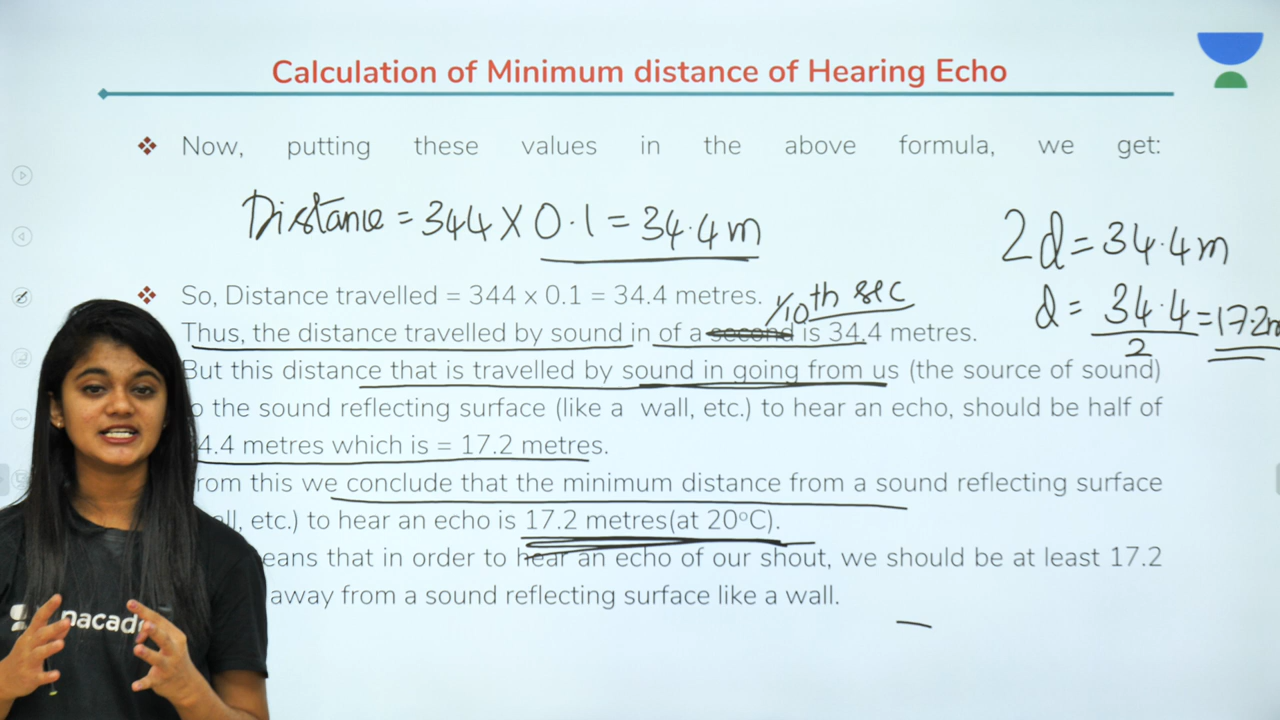 Calculation of Minimum distance of Hearing Echo
Now, putting these values in the above formula, we get:
Distance = 344 X 0.1 = 34.4 m
2d = 34.4 m
So, Distance travelled = 344 x 0.1 = 34.4 metres.
1/10th sec
d = 34.4/2 = 17.2m
Thus, the distance travelled by sound in of a second is 34.4 metres.
But this distance that is travelled by sound in going from us (the source of sound)
the sound reflecting surface (like a wall, etc.) to hear an echo, should be half of
4.4 metres which is = 17.2 metres.
rom this we conclude that the minimum distance from a sound reflecting surface
all, etc.) to hear an echo is 17.2 metres(at 20°C).
eans that in order to hear an echo of our shout, we should be at least 17.2
away from a sound reflecting surface like a wall.
nacad